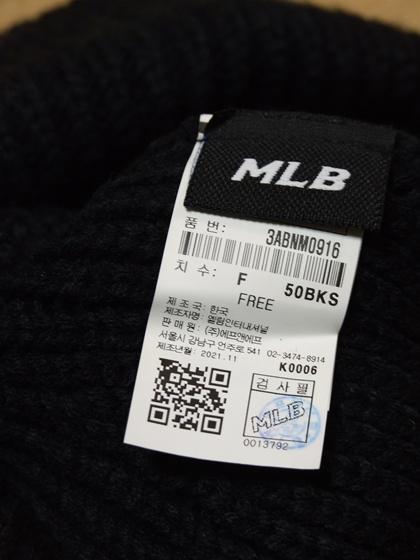 MLB
품 번: 3ABNM0916
치 수: F 50BKS
FREE
제 조 국: 한국
제조자명: 열림인터내셔널
판 매 원: (주)에프앤에프
서울시 강남구 언주로 541 02-3474-8914
제조년월: 2021.11
K0006
검 사 필
MLB
0013792